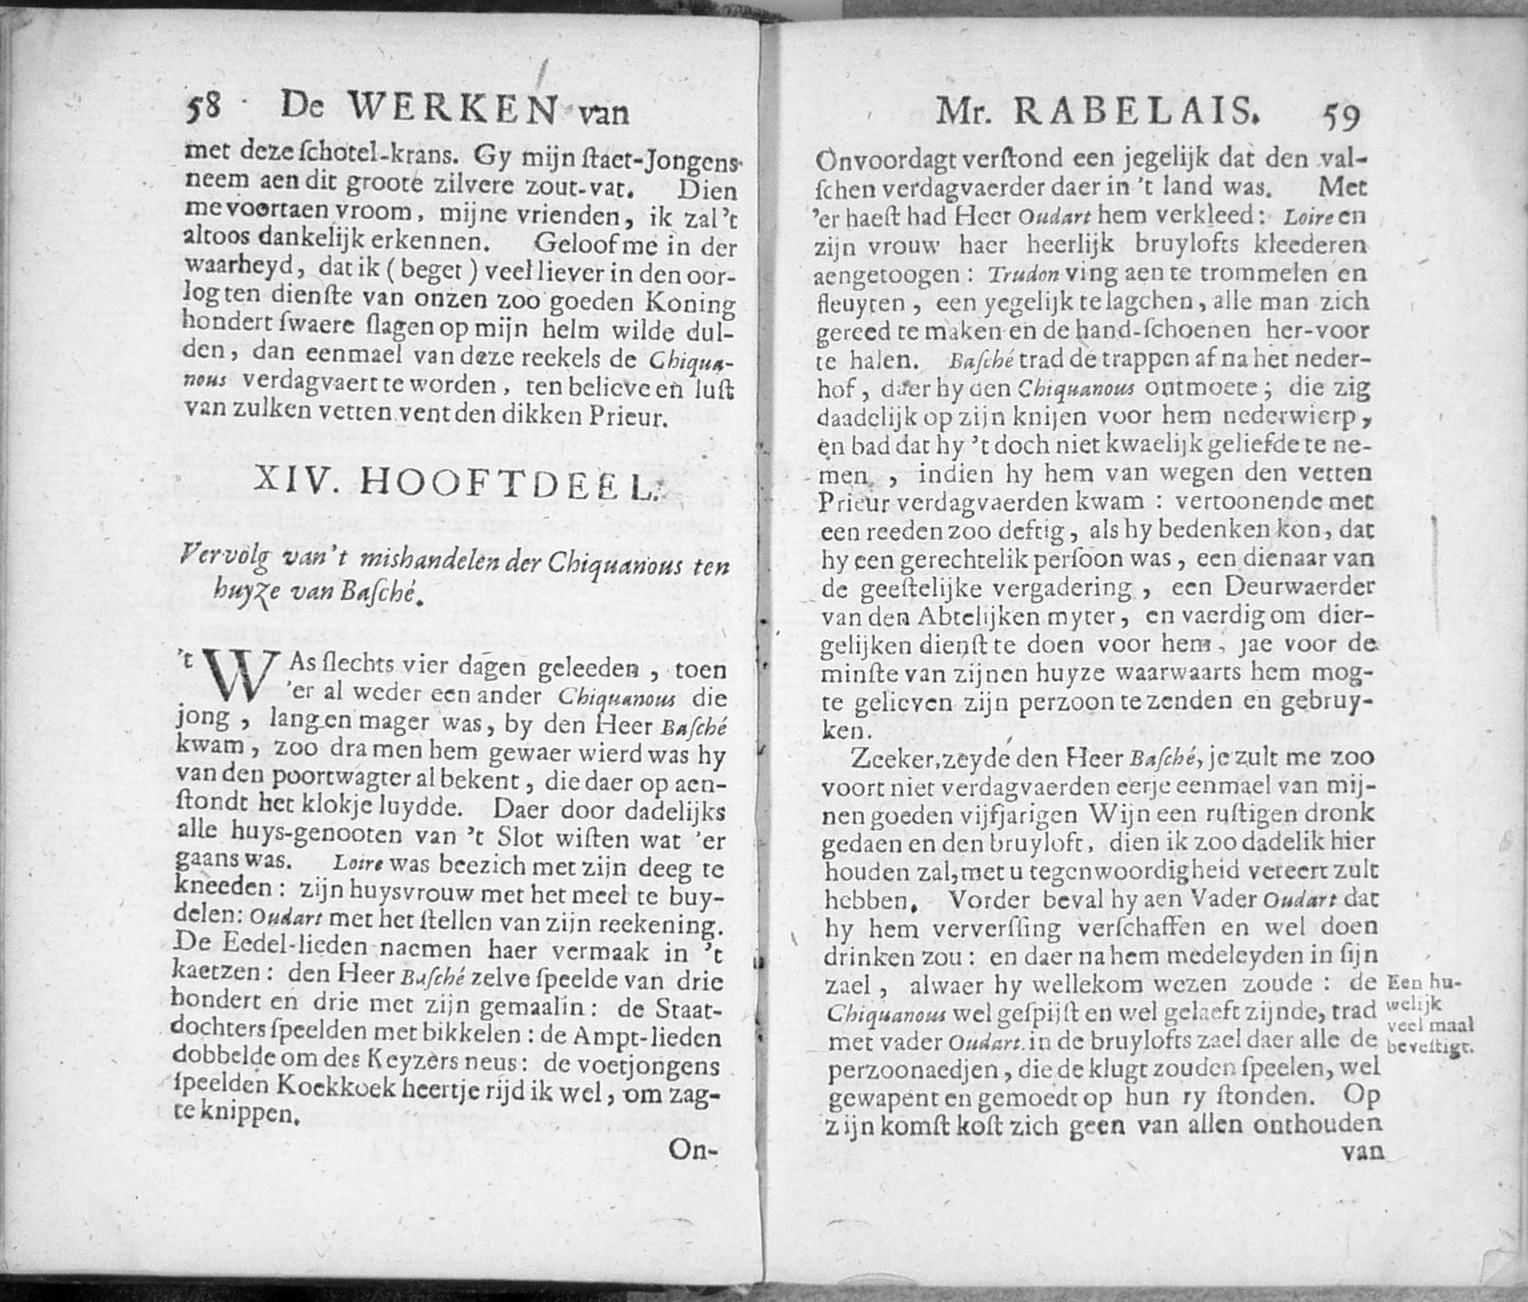 58 De WERKEN van
met deze ſchotel-krans. Gy mijn ſtaet-Jongens
neem aen dit groote zilvere zout-vat. Dien
me voortaen vroom, mijne vrienden, ik zal 't
altoos dankelijk erkennen. Geloof me in der
waarheyd, dat ik ( beget ) veel liever in den oor-
log ten dienſte van onzen zoo goeden Koning
hondert ſwaere ſlagen op mijn helm wilde dul-
den, dan eenmael van deze reekels de Chiqua-
nous verdagvaert te worden, ten believe en luſt
van zulken vetten vent den dikken Prieur.
XIV. HOOFTDEEL.
Vervolg van 't mishandelen der Chiquanous ten
huyze van Baſché.
't WAs ſlechts vier dagen geleeden, toen
'er al weder een ander Chiquanous die
jong, lang en mager was, by den Heer Baſché
kwam, zoo dra men hem gewaer wierd was hy
van den poortwagter al bekent, die daer op aen-
ſtondt het klokje luydde. Daer door dadelijks
alle huys-genooten van 't Slot wiſten wat 'er
gaans was. Loire was beezich met zijn deeg te
kneeden: zijn huysvrouw met het meel te buy-
delen: Oudart met het ſtellen van zijn reekening.
De Eedel-lieden naemen haer vermaak in 't
kaetzen: den Heer Baſché zelve ſpeelde van drie
hondert en drie met zijn gemaalin: de Staat-
dochters ſpeelden met bikkelen: de Ampt-lieden
dobbelde om des Keyzers neus: de voetjongens
ſpeelden Koekkoek heertje rijd ik wel, om zag-
te knippen.
On-
Mr. RABELAIS. 59
Onvoordagt verſtond een jegelijk dat den val-
ſchen verdagvaerder daer in 't land was. Met
'er haeſt had Heer Oudart hem verkleed: Loire en
zijn vrouw haer heerlijk bruylofts kleederen
aengetoogen: Trudon ving aen te trommelen en
fleuyten, een yegelijk te lagchen, alle man zich
gereed te maken en de hand-ſchoenen her-voor
te halen. Baſché trad de trappen af na het neder-
hof, daer hy den Chiquanous ontmoete; die zig
daadelijk op zijn knijen voor hem nederwierp,
en bad dat hy 't doch niet kwaelijk geliefde te ne-
men, indien hy hem van wegen den vetten
Prieur verdagvaerden kwam: vertoonende met
een reeden zoo deftig, als hy bedenken kon, dat
hy een gerechtelik perſoon was, een dienaar van
de geeſtelijke vergadering, een Deurwaerder
van den Abtelijken myter, en vaerdig om dier-
gelijken dienſt te doen voor hem, jae voor de
minſte van zijnen huyze waarwaarts hem mog-
te gelieven zijn perzoon te zenden en gebruy-
ken.
Zeeker, zeyde den Heer Baſché, je zult me zoo
voort niet verdagvaerden eerje eenmael van mij-
nen goeden vijfjarigen Wijn een ruſtigen dronk
gedaen en den bruyloft, dien ik zoo dadelik hier
houden zal, met u tegenwoordigheid vereert zult
hebben. Vorder beval hy aen Vader Oudart dat
hy hem ververſſing verſchaffen en wel doen
drinken zou: en daer na hem medeleyden in ſijn
zael, alwaer hy wellekom wezen zoude: de
Chiquanous wel geſpijſt en wel gelaeft zijnde, trad
met vader Oudart in de bruylofts zael daer alle de
perzoonaedjen, die de klugt zouden ſpeelen, wel
gewapent en gemoedt op hun ry ſtonden. Op
zijn komſt koſt zich geen van allen onthouden
van
Een hu-
welijk
veel maal
beveſtigt.